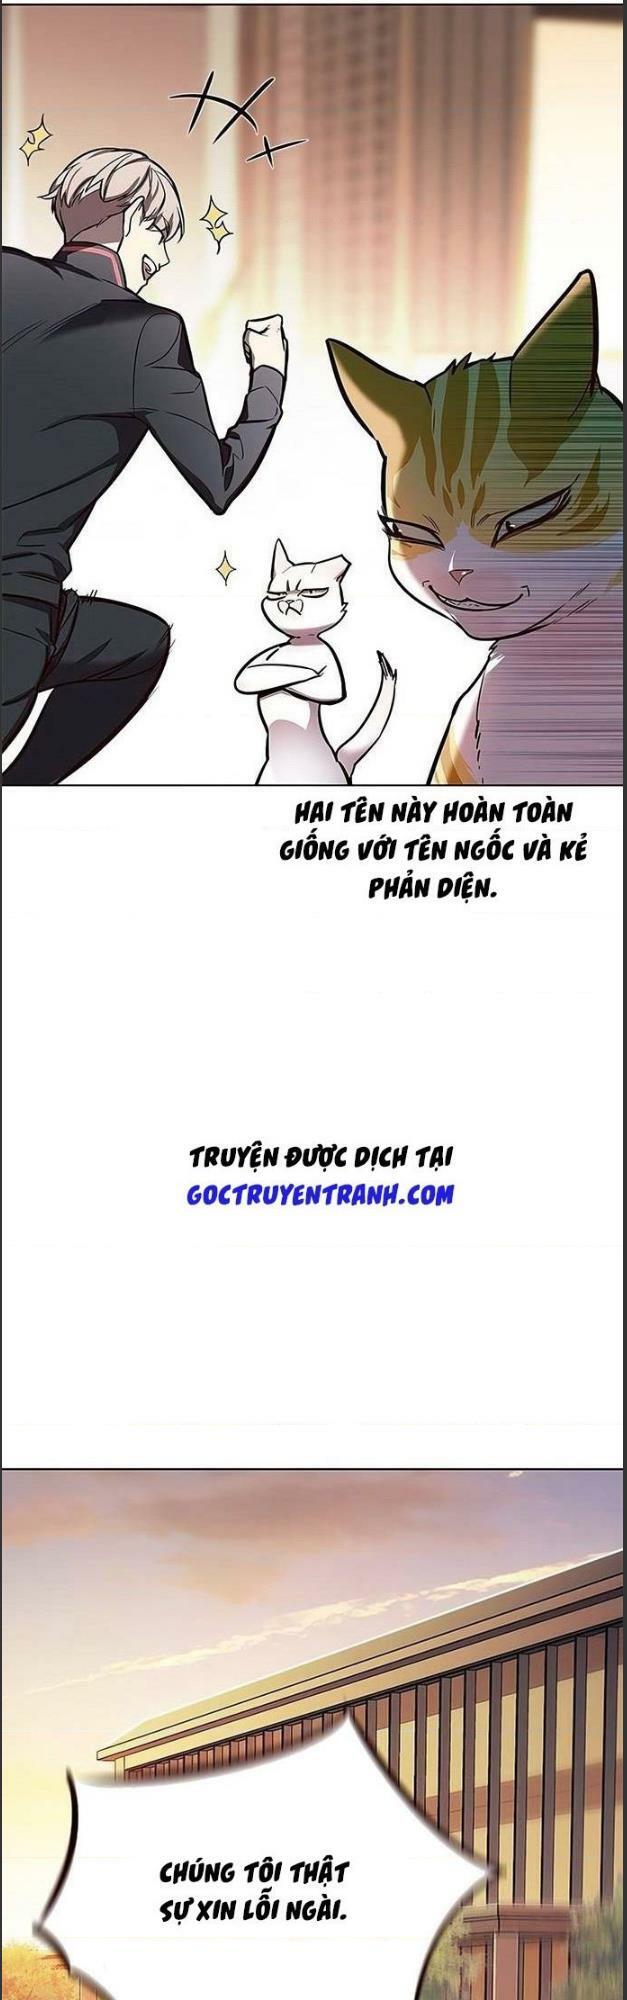 HAI TÊN NÀY HOÀN TOÀN
GIỐNG VỚI TÊN NGỐC VÀ KẺ
PHẢN DIỆN.
TRUYỆN ĐƯỢC DỊCH TẠI
GOCTRUYENTRANH.COM
CHÚNG TÔI THẬT
SỰ XIN LỖI NGÀI.